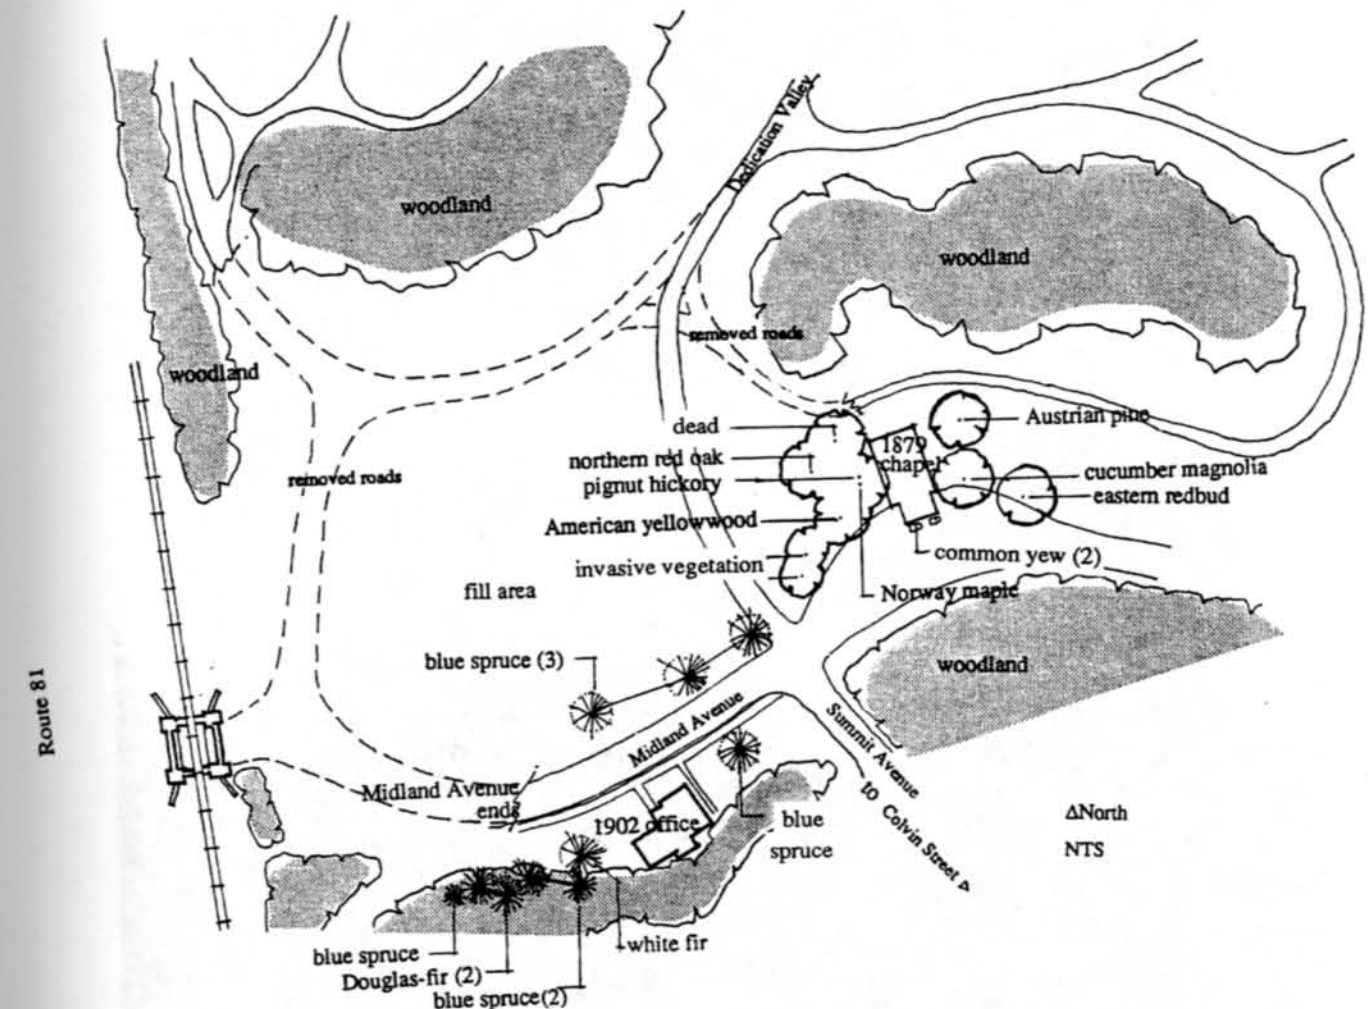 Dedication Valley
woodland
woodland
removed roads
woodland
dead
Austrian pine
1879
chapel
northern red oak
cucumber magnolia
removed roads
pignut hickory
eastern redbud
American yellowwood
common yew (2)
invasive vegetation
fill area
Norway maple
blue spruce (3)
woodland
Route 81
Midland Avenue
Summit Avenue
Midland Avenue
ends
1902 office
blue
spruce
to Colvin Street Δ
ΔNorth
NTS
white fir
blue spruce
Douglas-fir (2)
blue spruce(2)